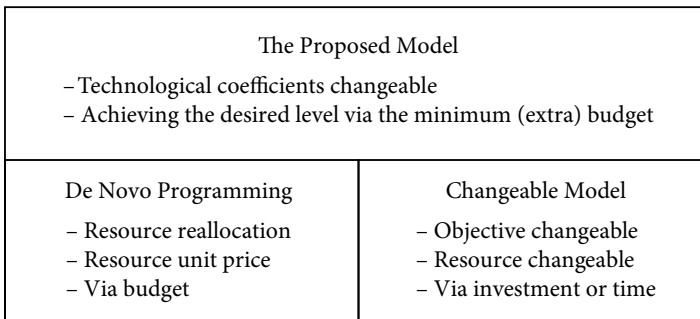 The Proposed Model
– Technological coefficients changeable
– Achieving the desired level via the minimum (extra) budget
De Novo Programming
– Resource reallocation
– Resource unit price
– Via budget
Changeable Model
– Objective changeable
– Resource changeable
– Via investment or time